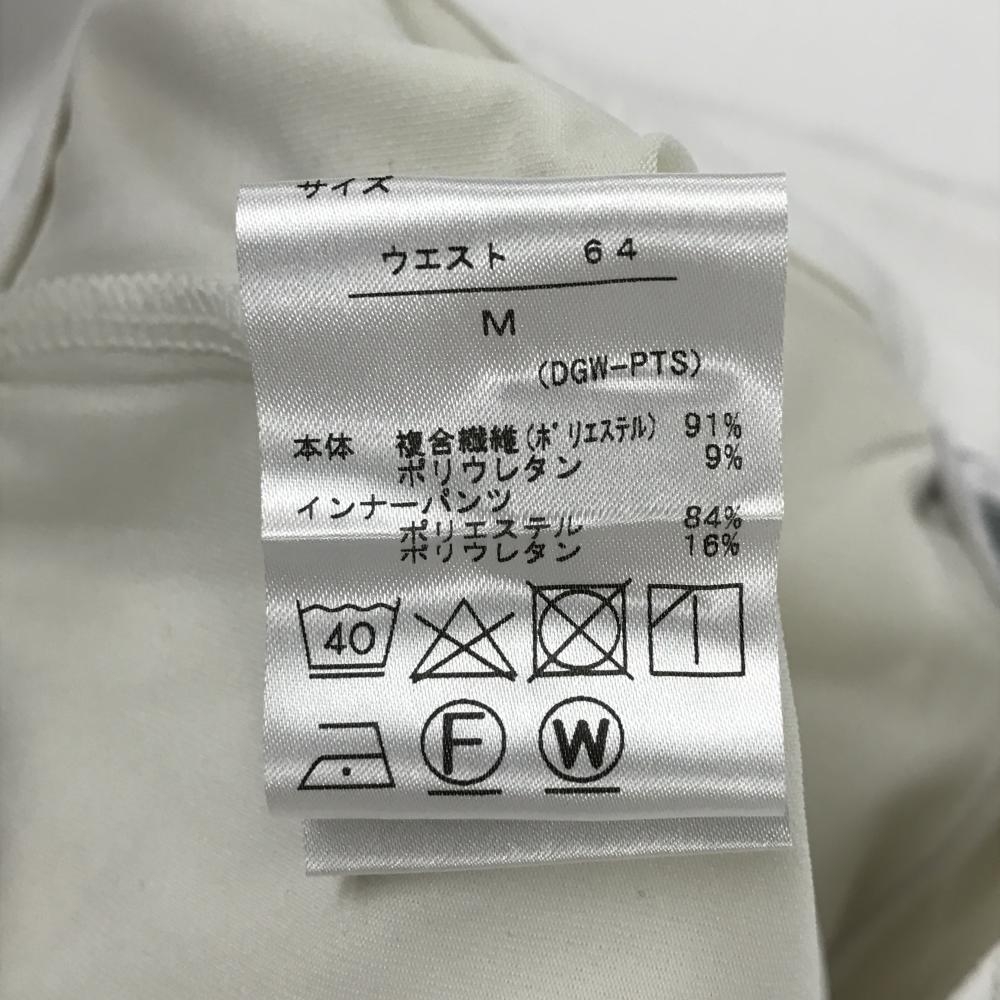 サイズ
ウエスト 64
M
(DGW-PTS)
本体 複合繊維(ポリエステル) 91%
ポリウレタン 9%
インナーパンツ
ポリエステル 84%
ポリウレタン 16%
40
F W